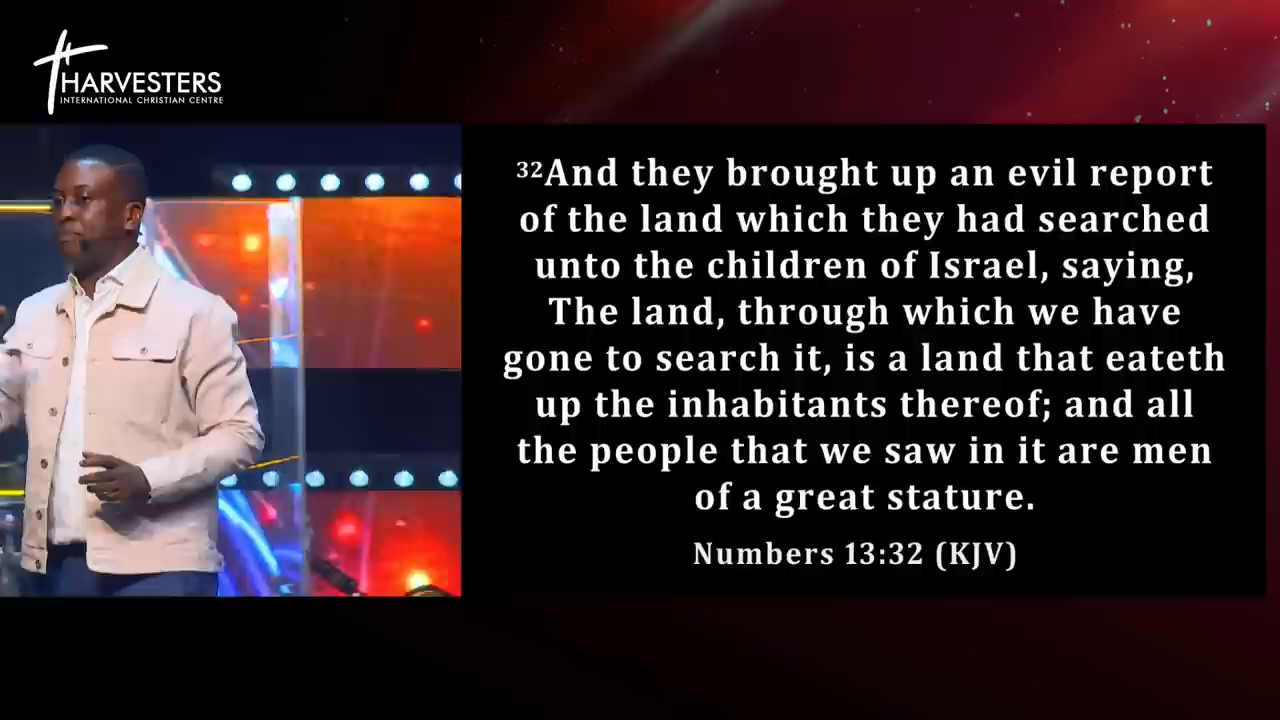 HARVESTERS
INTERNATIONAL CHRISTIAN CENTRE
32And they brought up an evil report
of the land which they had searched
unto the children of Israel, saying,
The land, through which we have
gone to search it, is a land that eateth
up the inhabitants thereof; and all
the people that we saw in it are men
of a great stature.
Numbers 13:32 (KJV)